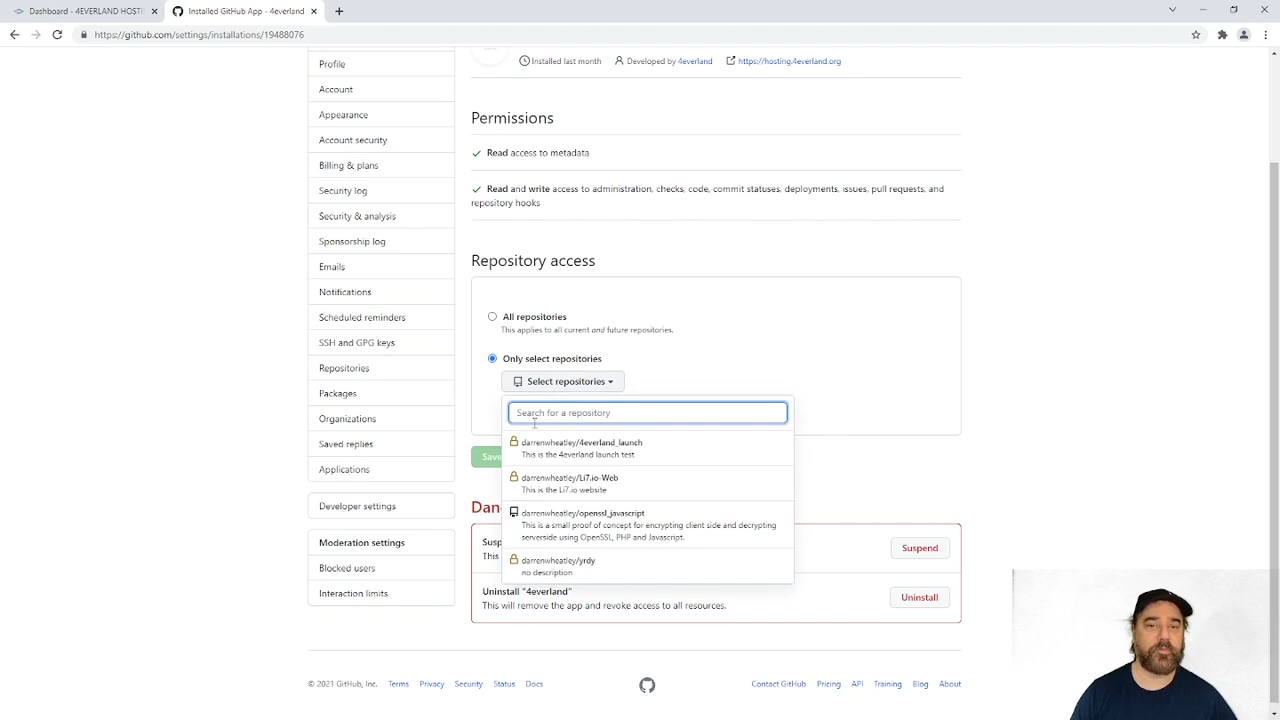 Dashboard - 4EVERLAND HOSTI
Installed GitHub App - 4everland
https://github.com/settings/installations/19488076
Installed last month
Developed by 4everland
https://hosting.4everland.org
Profile
Account
Appearance
Account security
Billing & plans
Security log
Security & analysis
Sponsorship log
Emails
Notifications
Scheduled reminders
SSH and GPG keys
Repositories
Packages
Organizations
Saved replies
Applications
Developer settings
Moderation settings
Blocked users
Interaction limits
Permissions
Read access to metadata
Read and write access to administration, checks, code, commit statuses, deployments, issues, pull requests, and
repository hooks
Repository access
All repositories
This applies to all current and future repositories.
Only select repositories
Select repositories
Search for a repository
darrenwheatley/4everland_launch
This is the 4everland launch test
darrenwheatley/Li7.io-Web
This is the Li7.io website
darrenwheatley/openssl_javascript
This is a small proof of concept for encrypting client side and decrypting
serverside using OpenSSL, PHP and Javascript.
darrenwheatley/yrdy
no description
Save
Dan
Susp
This
Suspend
Uninstall "4everland"
This will remove the app and revoke access to all resources.
Uninstall
© 2021 GitHub, Inc.
Terms
Privacy
Security
Status
Docs
Contact GitHub
Pricing
API
Training
Blog
About